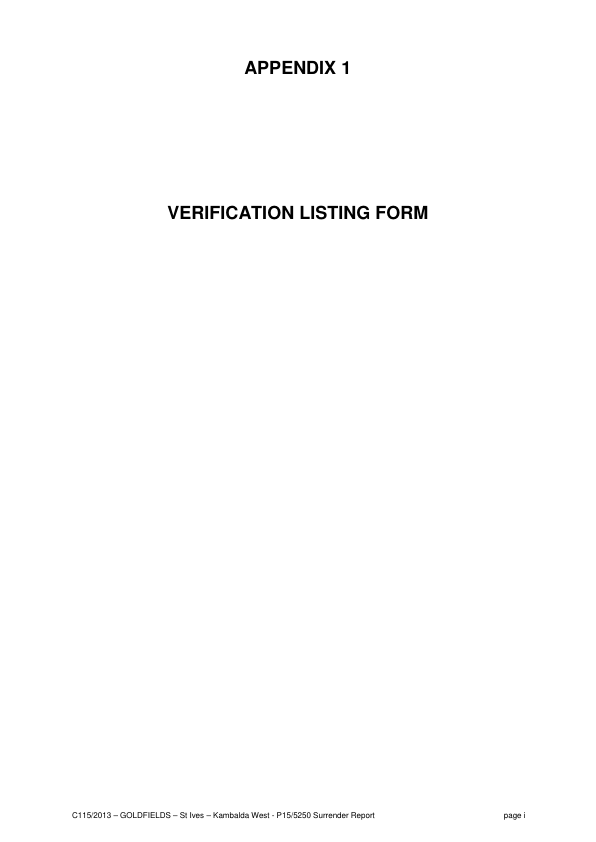 APPENDIX 1
VERIFICATION LISTING FORM
C115/2013 – GOLDFIELDS – St Ives – Kambalda West - P15/5250 Surrender Report page i